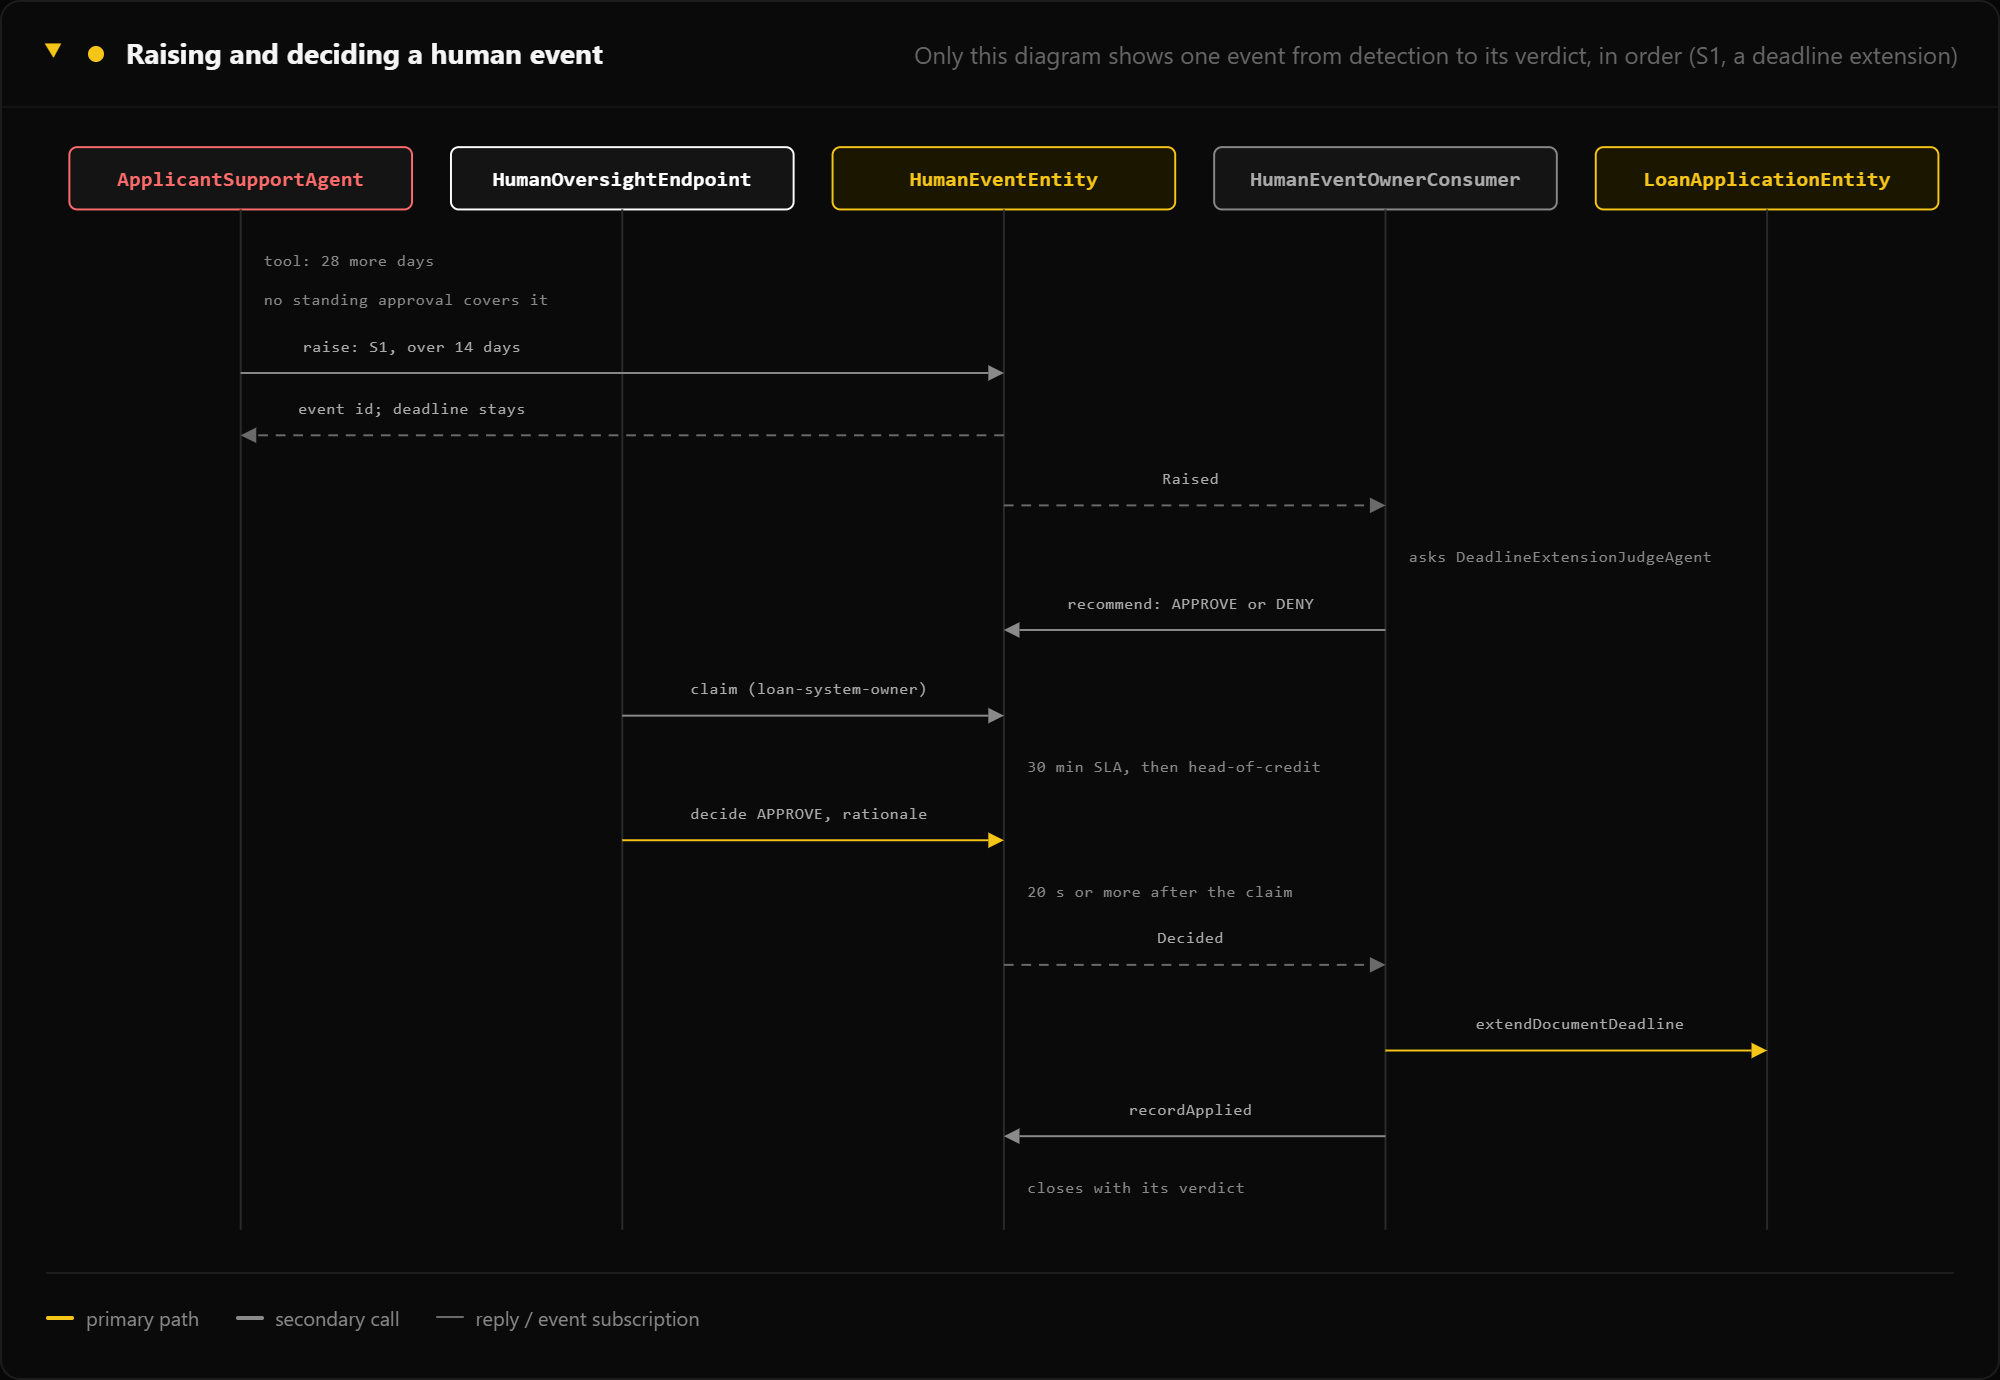 Raising and deciding a human event
Only this diagram shows one event from detection to its verdict, in order (S1, a deadline extension)
ApplicantSupportAgent
HumanOversightEndpoint
HumanEventEntity
HumanEventOwnerConsumer
LoanApplicationEntity
tool: 28 more days
no standing approval covers it
raise: S1, over 14 days
event id; deadline stays
Raised
asks DeadlineExtensionJudgeAgent
recommend: APPROVE or DENY
claim (loan-system-owner)
30 min SLA, then head-of-credit
decide APPROVE, rationale
20 s or more after the claim
Decided
extendDocumentDeadline
recordApplied
closes with its verdict
primary path
secondary call
reply / event subscription